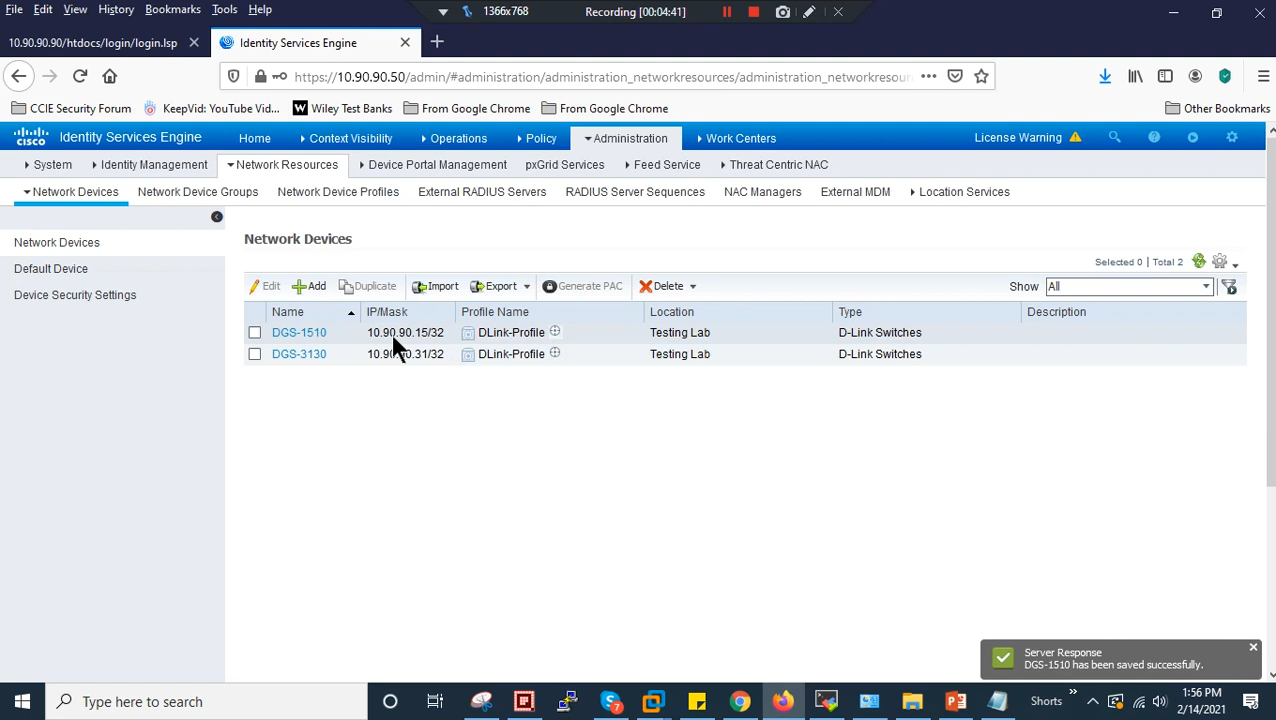 File Edit View History Bookmarks Tools Help
1366x768 Recording [00:04:41]
10.90.90.90/htdocs/login/login.lsp
Identity Services Engine
https://10.90.90.50/admin/#administration/administration_networkresources/administration_networkresour
CCIE Security Forum KeepVid: YouTube Vid... Wiley Test Banks From Google Chrome From Google Chrome Other Bookmarks
CISCO Identity Services Engine Home Context Visibility Operations Policy Administration Work Centers License Warning
System Identity Management Network Resources Device Portal Management pxGrid Services Feed Service Threat Centric NAC
Network Devices Network Device Groups Network Device Profiles External RADIUS Servers RADIUS Server Sequences NAC Managers External MDM Location Services
Network Devices
Default Device
Device Security Settings
Network Devices
Selected 0 | Total 2
Edit Add Duplicate Import Export Generate PAC Delete Show All
Name IP/Mask Profile Name Location Type Description
DGS-1510 10.90.90.15/32 DLink-Profile Testing Lab D-Link Switches
DGS-3130 10.90. 0.31/32 DLink-Profile Testing Lab D-Link Switches
Server Response
DGS-1510 has been saved successfully.
Type here to search
Shorts
1:56 PM
2/14/2021